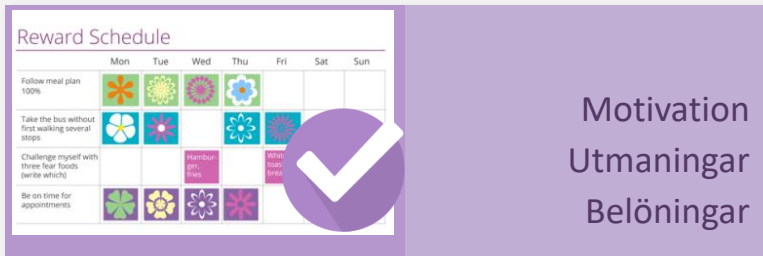 Reward Schedule
Mon Tue Wed Thu Fri Sat Sun
Follow meal plan
100%
Take the bus without
first walking several
stops
Challenge myself with
three fear foods
(write which)
Hambur-
ger,
fries
Be on time for
appointments
Motivation
Utmaningar
Belöningar